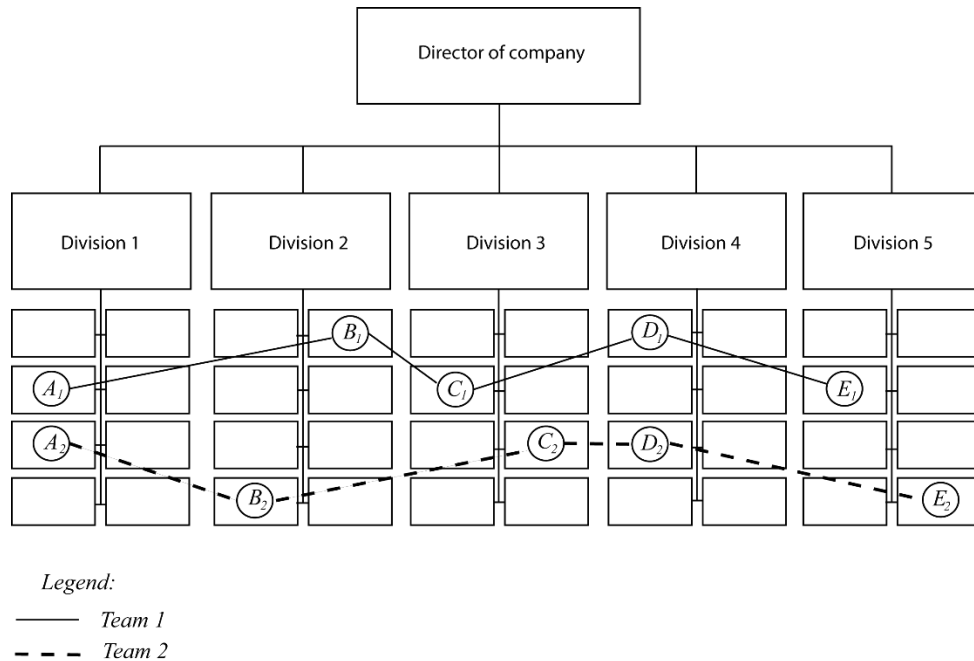 Director of company
Division 1
Division 2
Division 3
Division 4
Division 5
B₁
D₁
A₁
C₁
E₁
A₂
C₂
D₂
B₂
E₂
Legend:
Team 1
Team 2